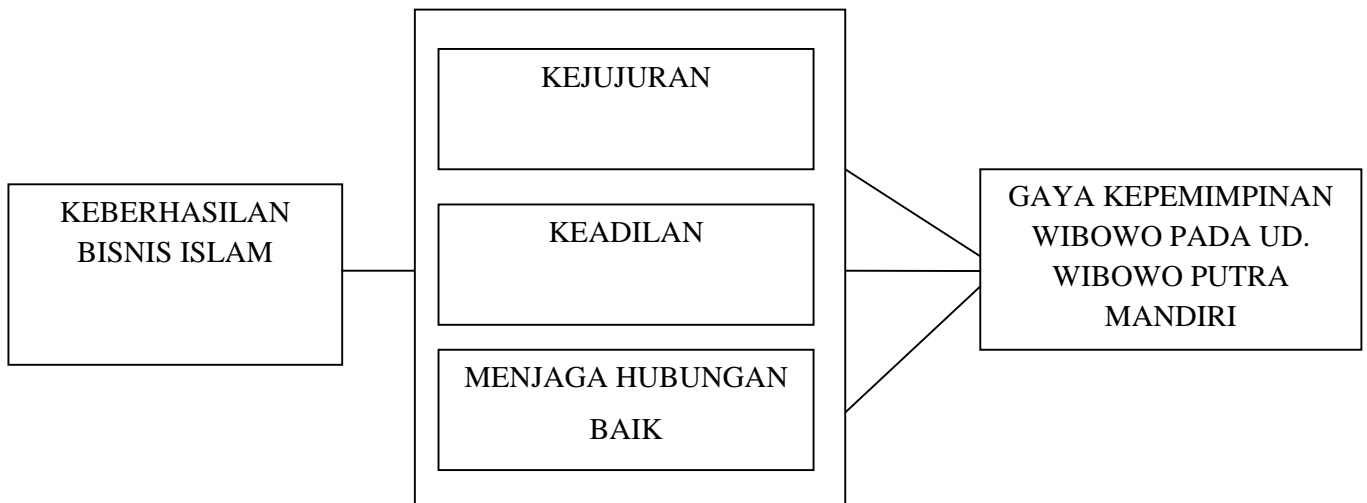 KEBERHASILAN
BISNIS ISLAM
KEJUJURAN
KEADILAN
MENJAGA HUBUNGAN
BAIK
GAYA KEPEMIMPINAN
WIBOWO PADA UD.
WIBOWO PUTRA
MANDIRI